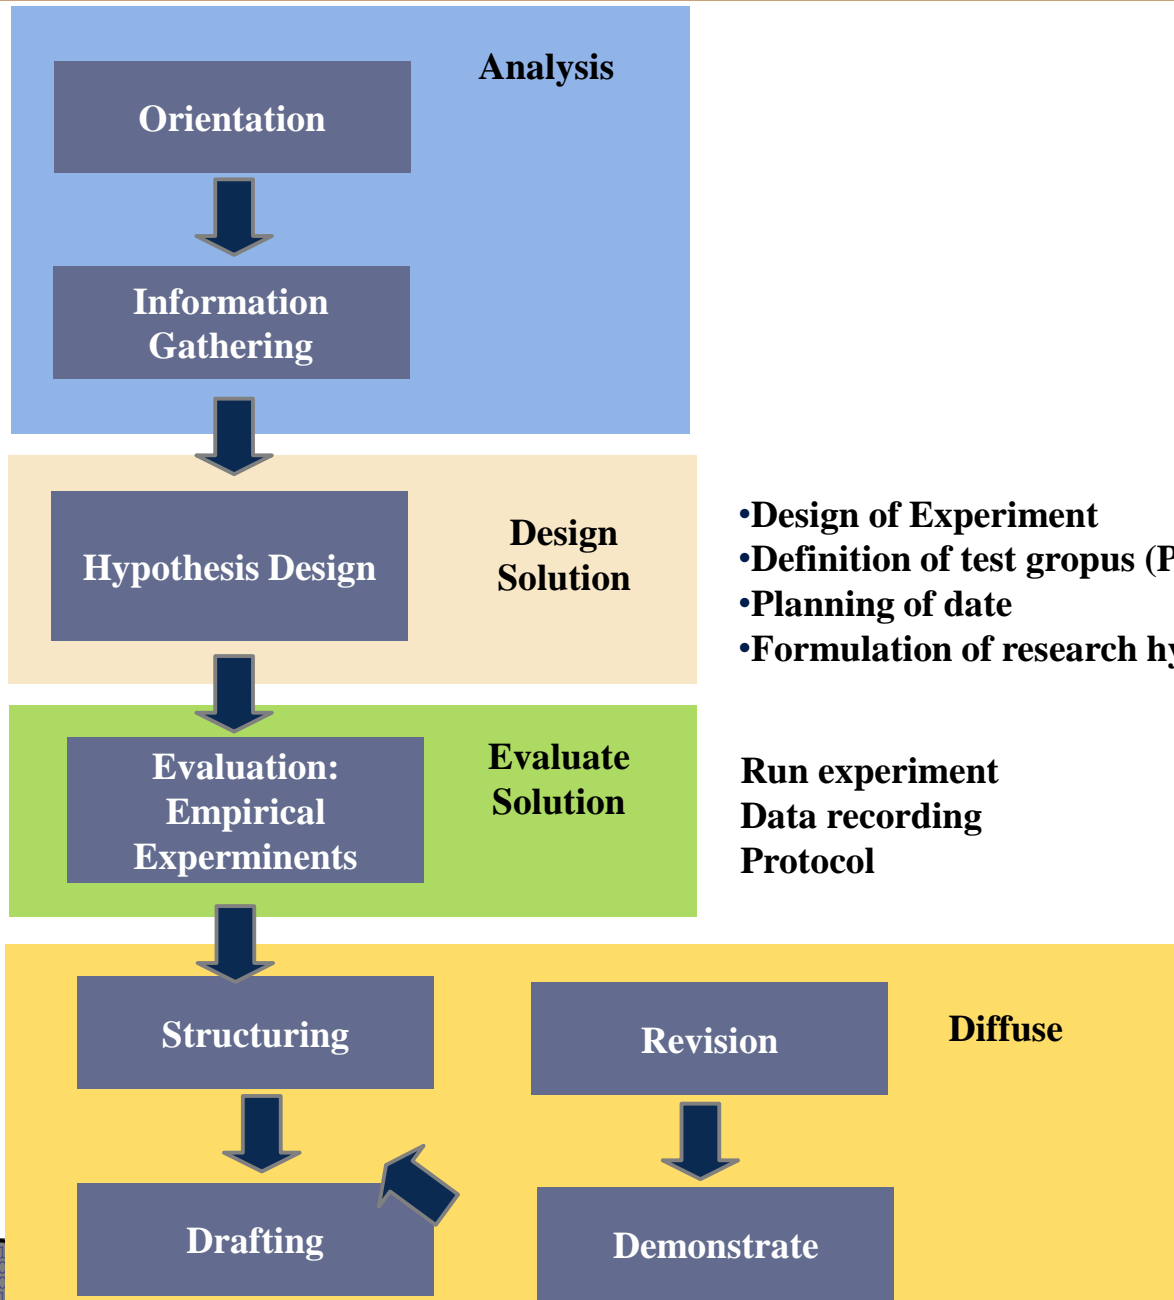 Analysis
Orientation
Information
Gathering
Hypothesis Design
Design
Solution
•Design of Experiment
•Definition of test gropus (P
•Planning of date
•Formulation of research hy
Evaluation:
Empirical
Experminents
Evaluate
Solution
Run experiment
Data recording
Protocol
Structuring
Revision
Diffuse
Drafting
Demonstrate